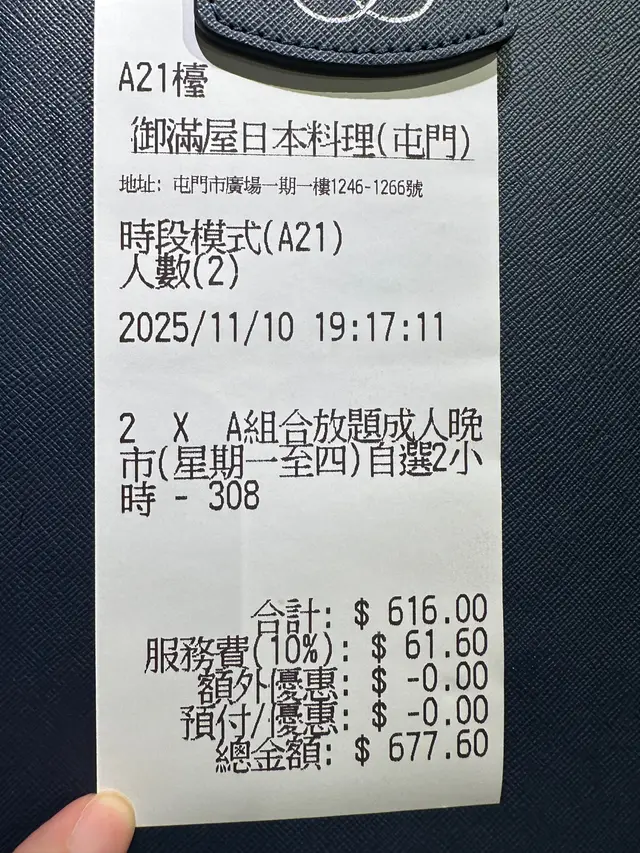 A21檯
御滿屋日本料理(屯門)
地址: 屯門市廣場一期一樓1246-1266號
時段模式(A21)
人數(2)
2025/11/10 19:17:11
2 X A組合放題成人晚
市(星期一至四)自選2小
時 - 308
合計: $ 616.00
服務費(10%): $ 61.60
額外優惠: $ -0.00
預付/優惠: $ -0.00
總金額: $ 677.60